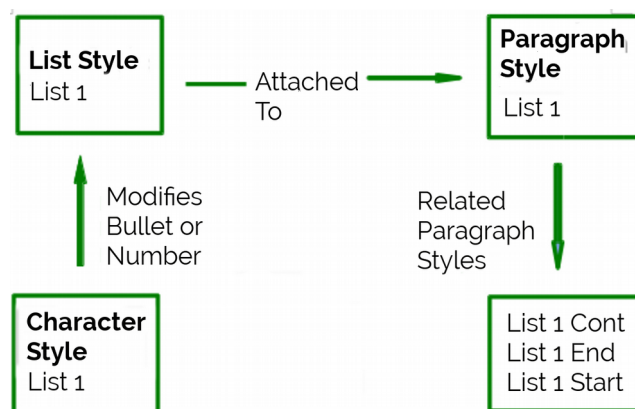 List Style
List 1
Attached
To
Paragraph
Style
List 1
Modifies
Bullet or
Number
Related
Paragraph
Styles
Character
Style
List 1
List 1 Cont
List 1 End
List 1 Start